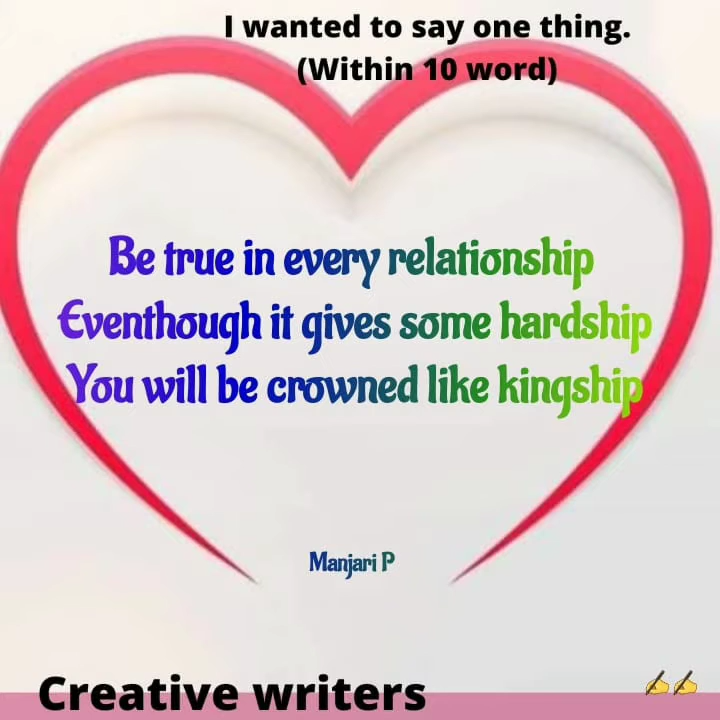 I wanted to say one thing.
(Within 10 word)
Be true in every relationship
Eventhough it gives some hardship
You will be crowned like kingship
Manjari P
Creative writers ✍✍